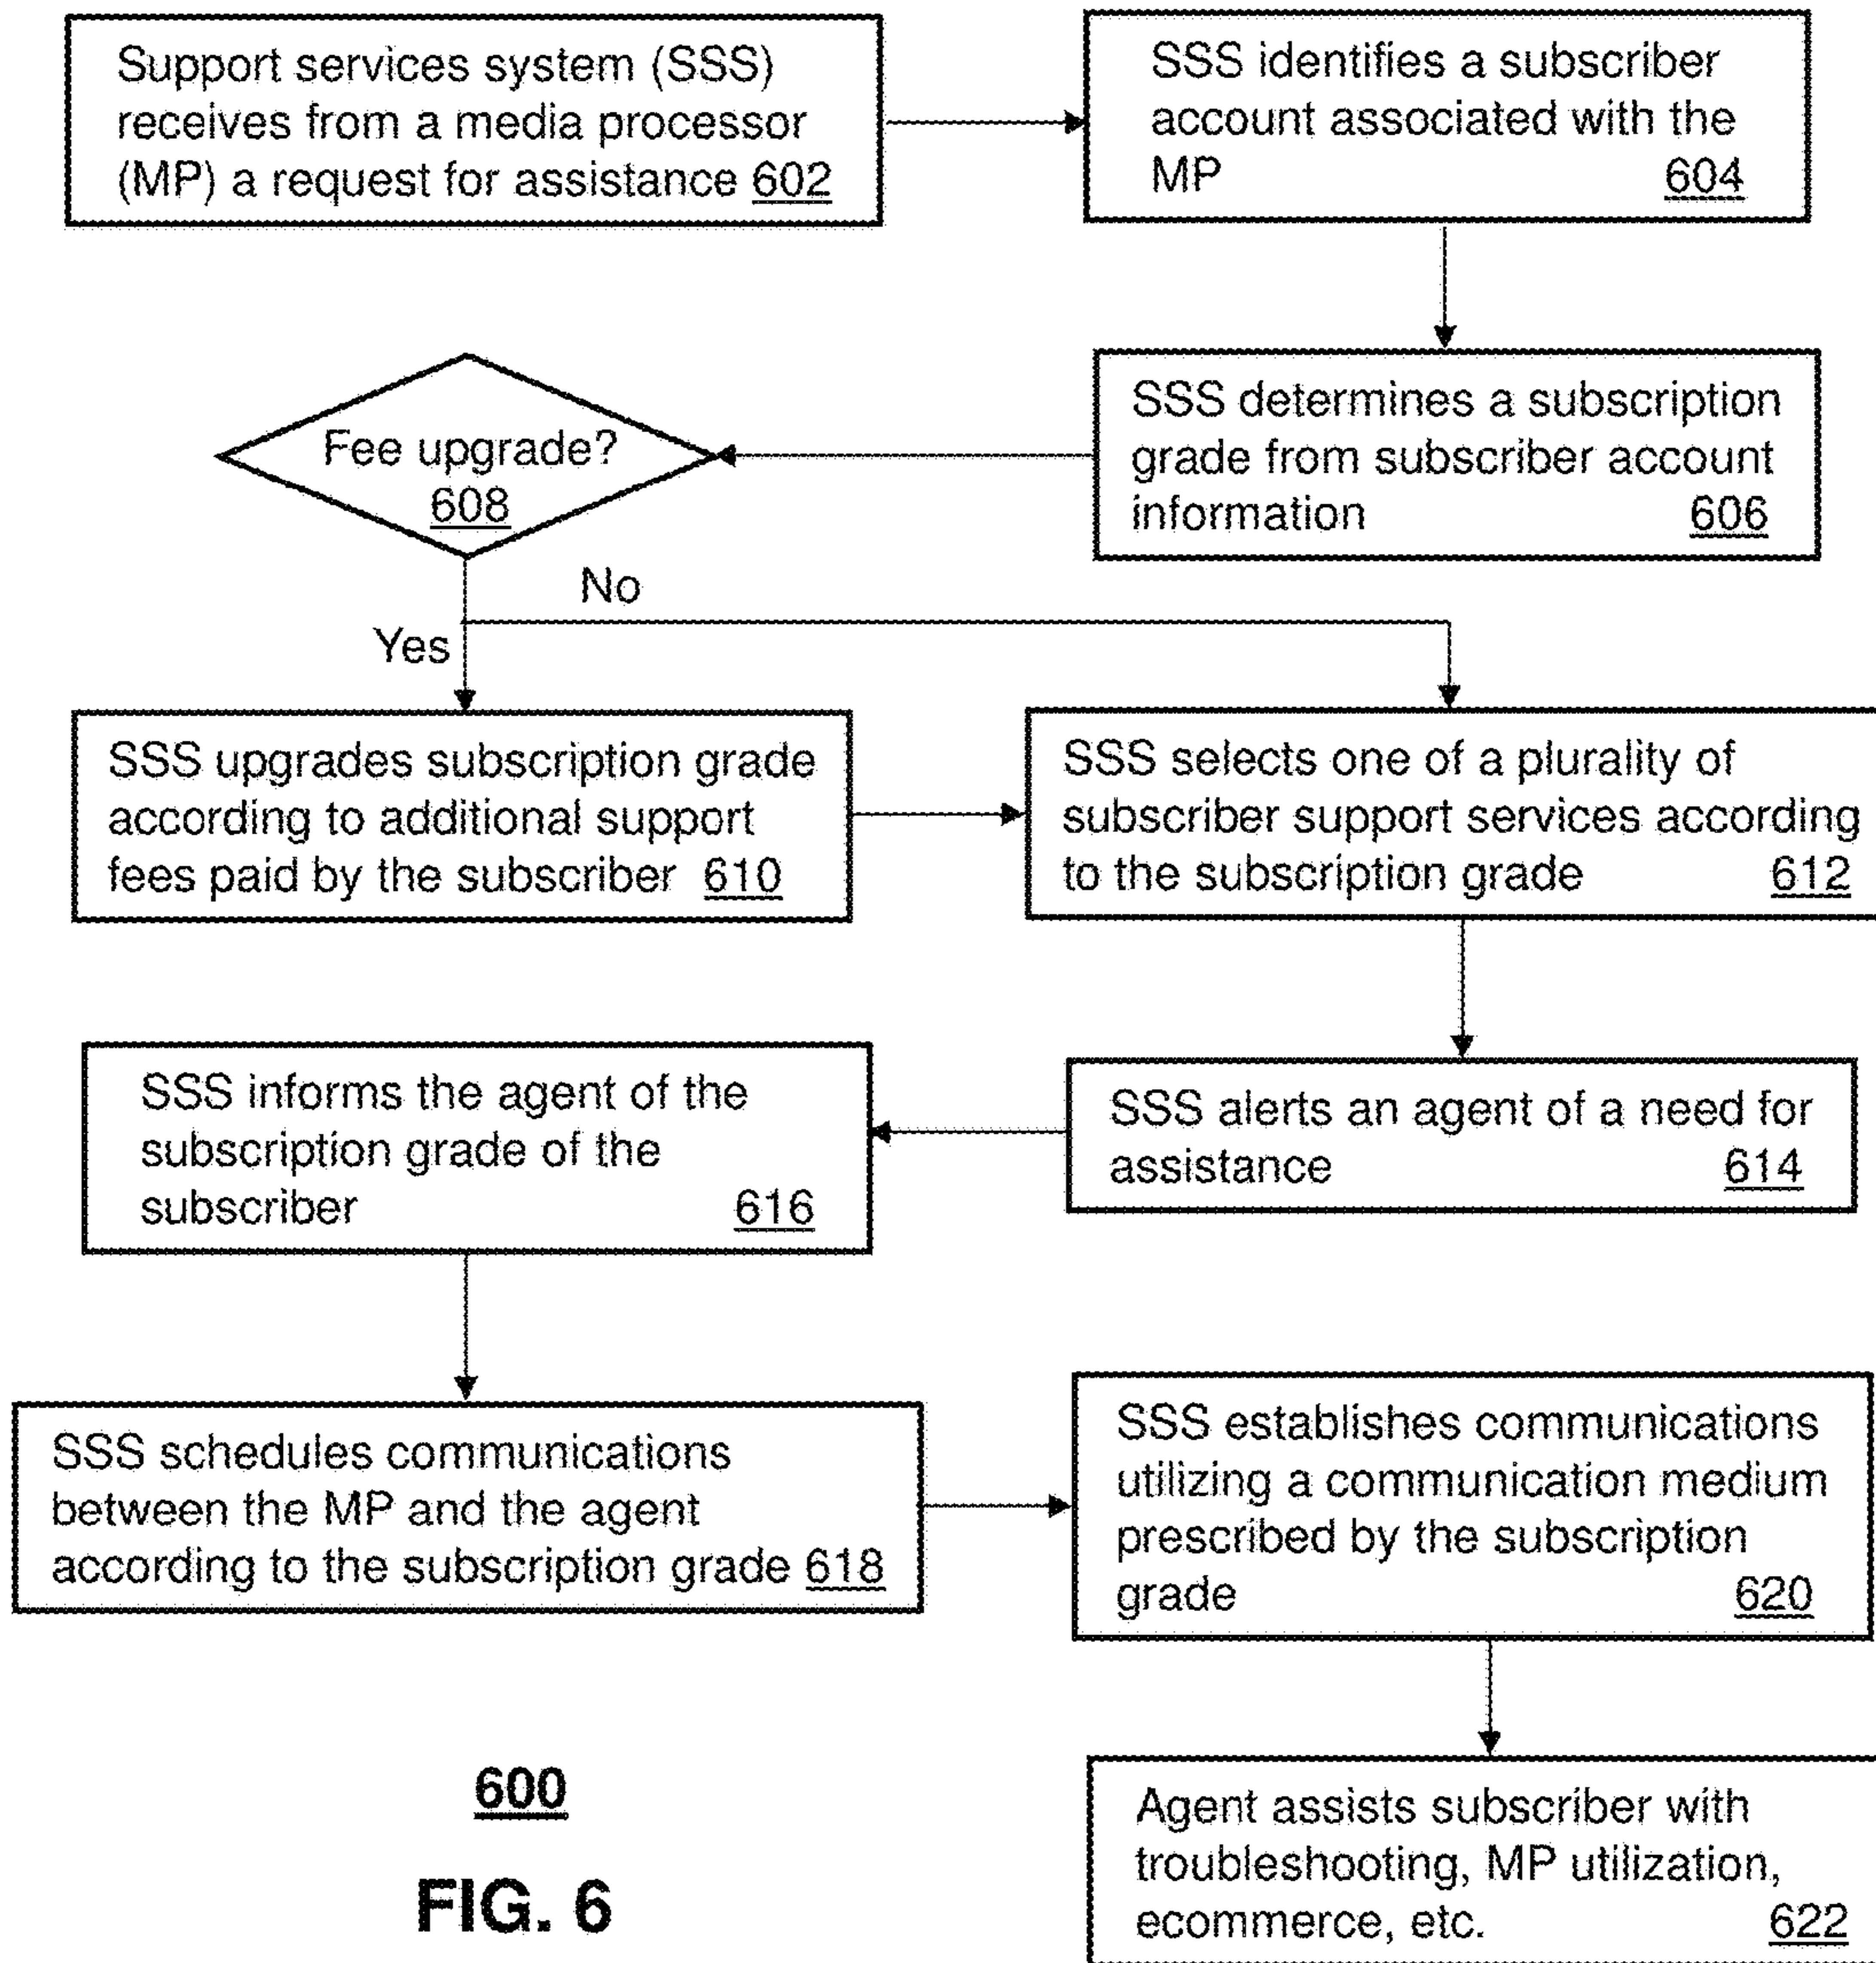 Support services system (SSS)
receives from a media processor
(MP) a request for assistance 602
SSS identifies a subscriber
account associated with the
MP 604
SSS determines a subscription
grade from subscriber account
information 606
Fee upgrade?
608
No
Yes
SSS upgrades subscription grade
according to additional support
fees paid by the subscriber 610
SSS selects one of a plurality of
subscriber support services according
to the subscription grade 612
SSS alerts an agent of a need for
assistance 614
SSS informs the agent of the
subscription grade of the
subscriber 616
SSS schedules communications
between the MP and the agent
according to the subscription grade 618
SSS establishes communications
utilizing a communication medium
prescribed by the subscription
grade 620
Agent assists subscriber with
troubleshooting, MP utilization,
ecommerce, etc. 622
600
FIG. 6